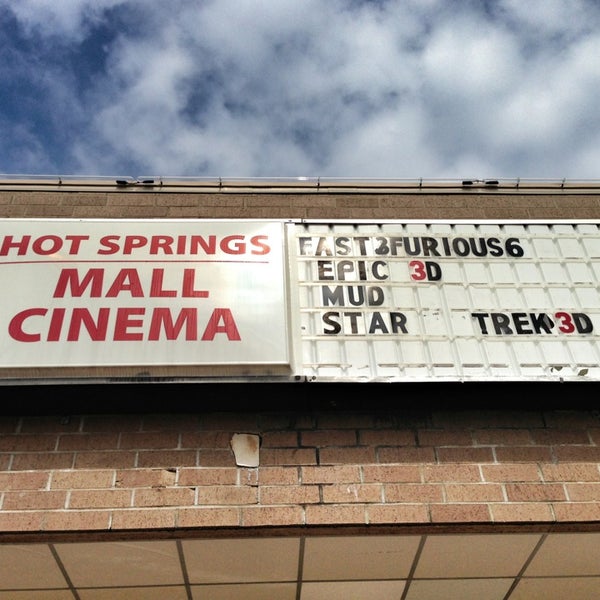 HOT SPRINGS
MALL
CINEMA
FAST&FURIOUS6
EPIC 3D
MUD
STAR TREK 3D